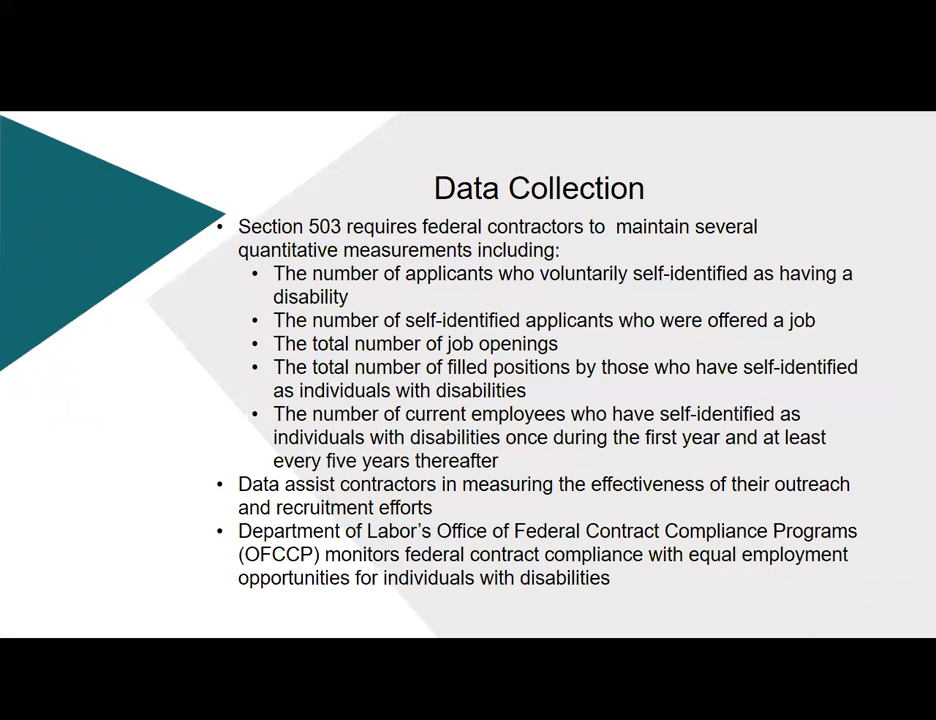 Data Collection
• Section 503 requires federal contractors to  maintain several
quantitative measurements including:
• The number of applicants who voluntarily self-identified as having a
disability
• The number of self-identified applicants who were offered a job
• The total number of job openings
• The total number of filled positions by those who have self-identified
as individuals with disabilities
• The number of current employees who have self-identified as
individuals with disabilities once during the first year and at least
every five years thereafter
• Data assist contractors in measuring the effectiveness of their outreach
and recruitment efforts
• Department of Labor’s Office of Federal Contract Compliance Programs
(OFCCP) monitors federal contract compliance with equal employment
opportunities for individuals with disabilities